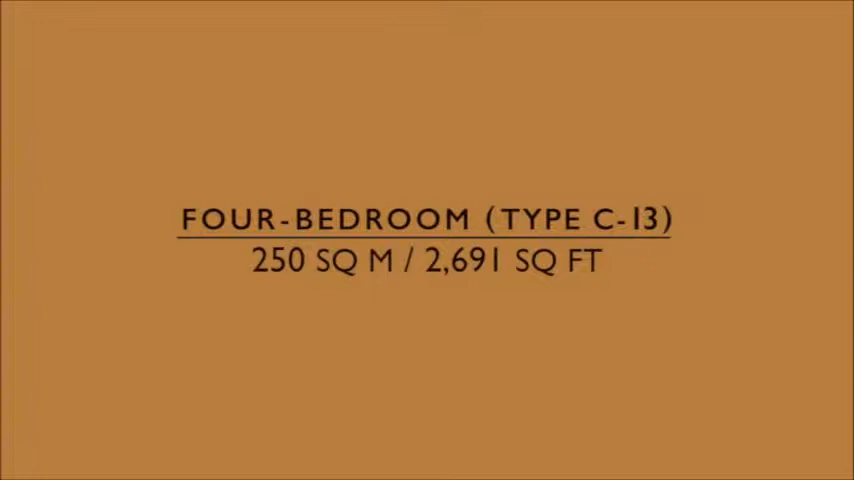 FOUR-BEDROOM (TYPE C-13)
250 SQ M / 2,691 SQ FT